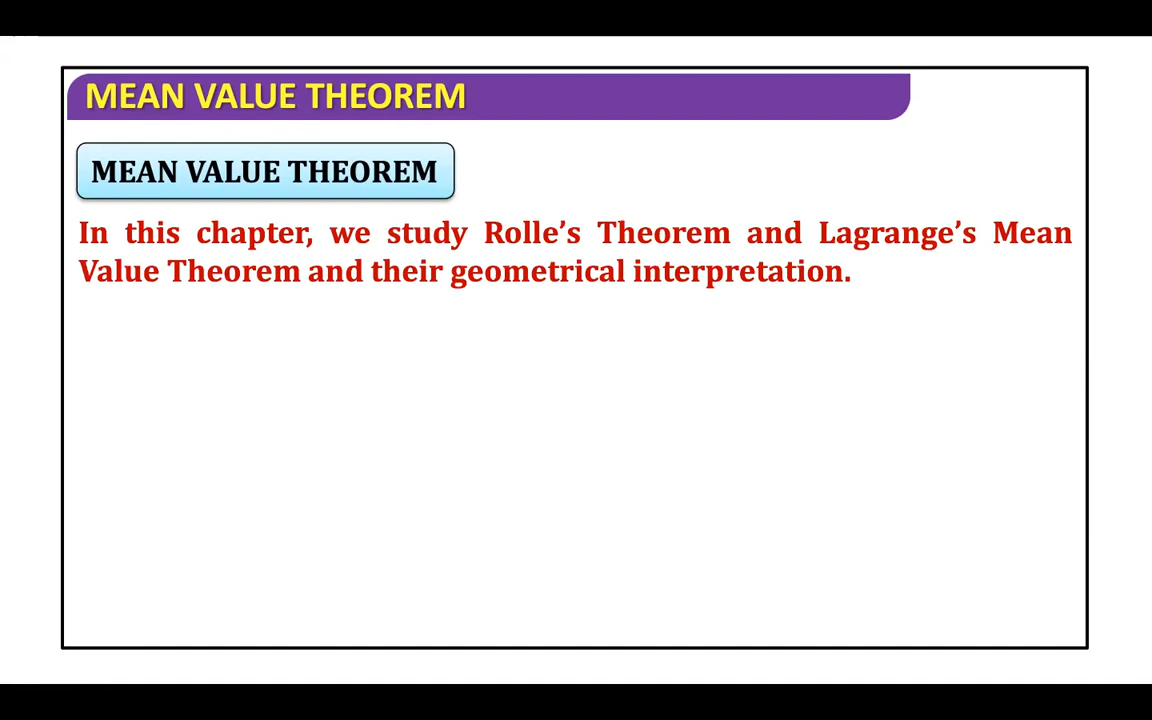 MEAN VALUE THEOREM
MEAN VALUE THEOREM
In this chapter, we study Rolle’s Theorem and Lagrange’s Mean
Value Theorem and their geometrical interpretation.